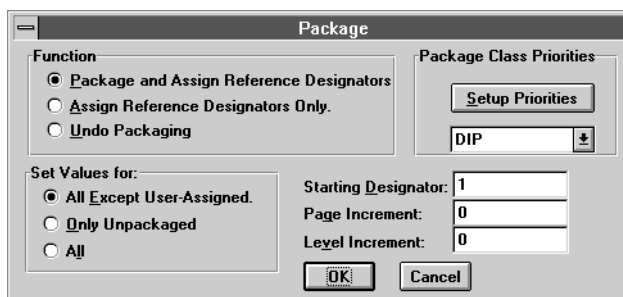 Package
Function
Package and Assign Reference Designators
Assign Reference Designators Only.
Undo Packaging
Package Class Priorities
Setup Priorities
DIP
Set Values for:
All Except User-Assigned.
Only Unpackaged
All
Starting Designator: 1
Page Increment: 0
Level Increment: 0
OK
Cancel